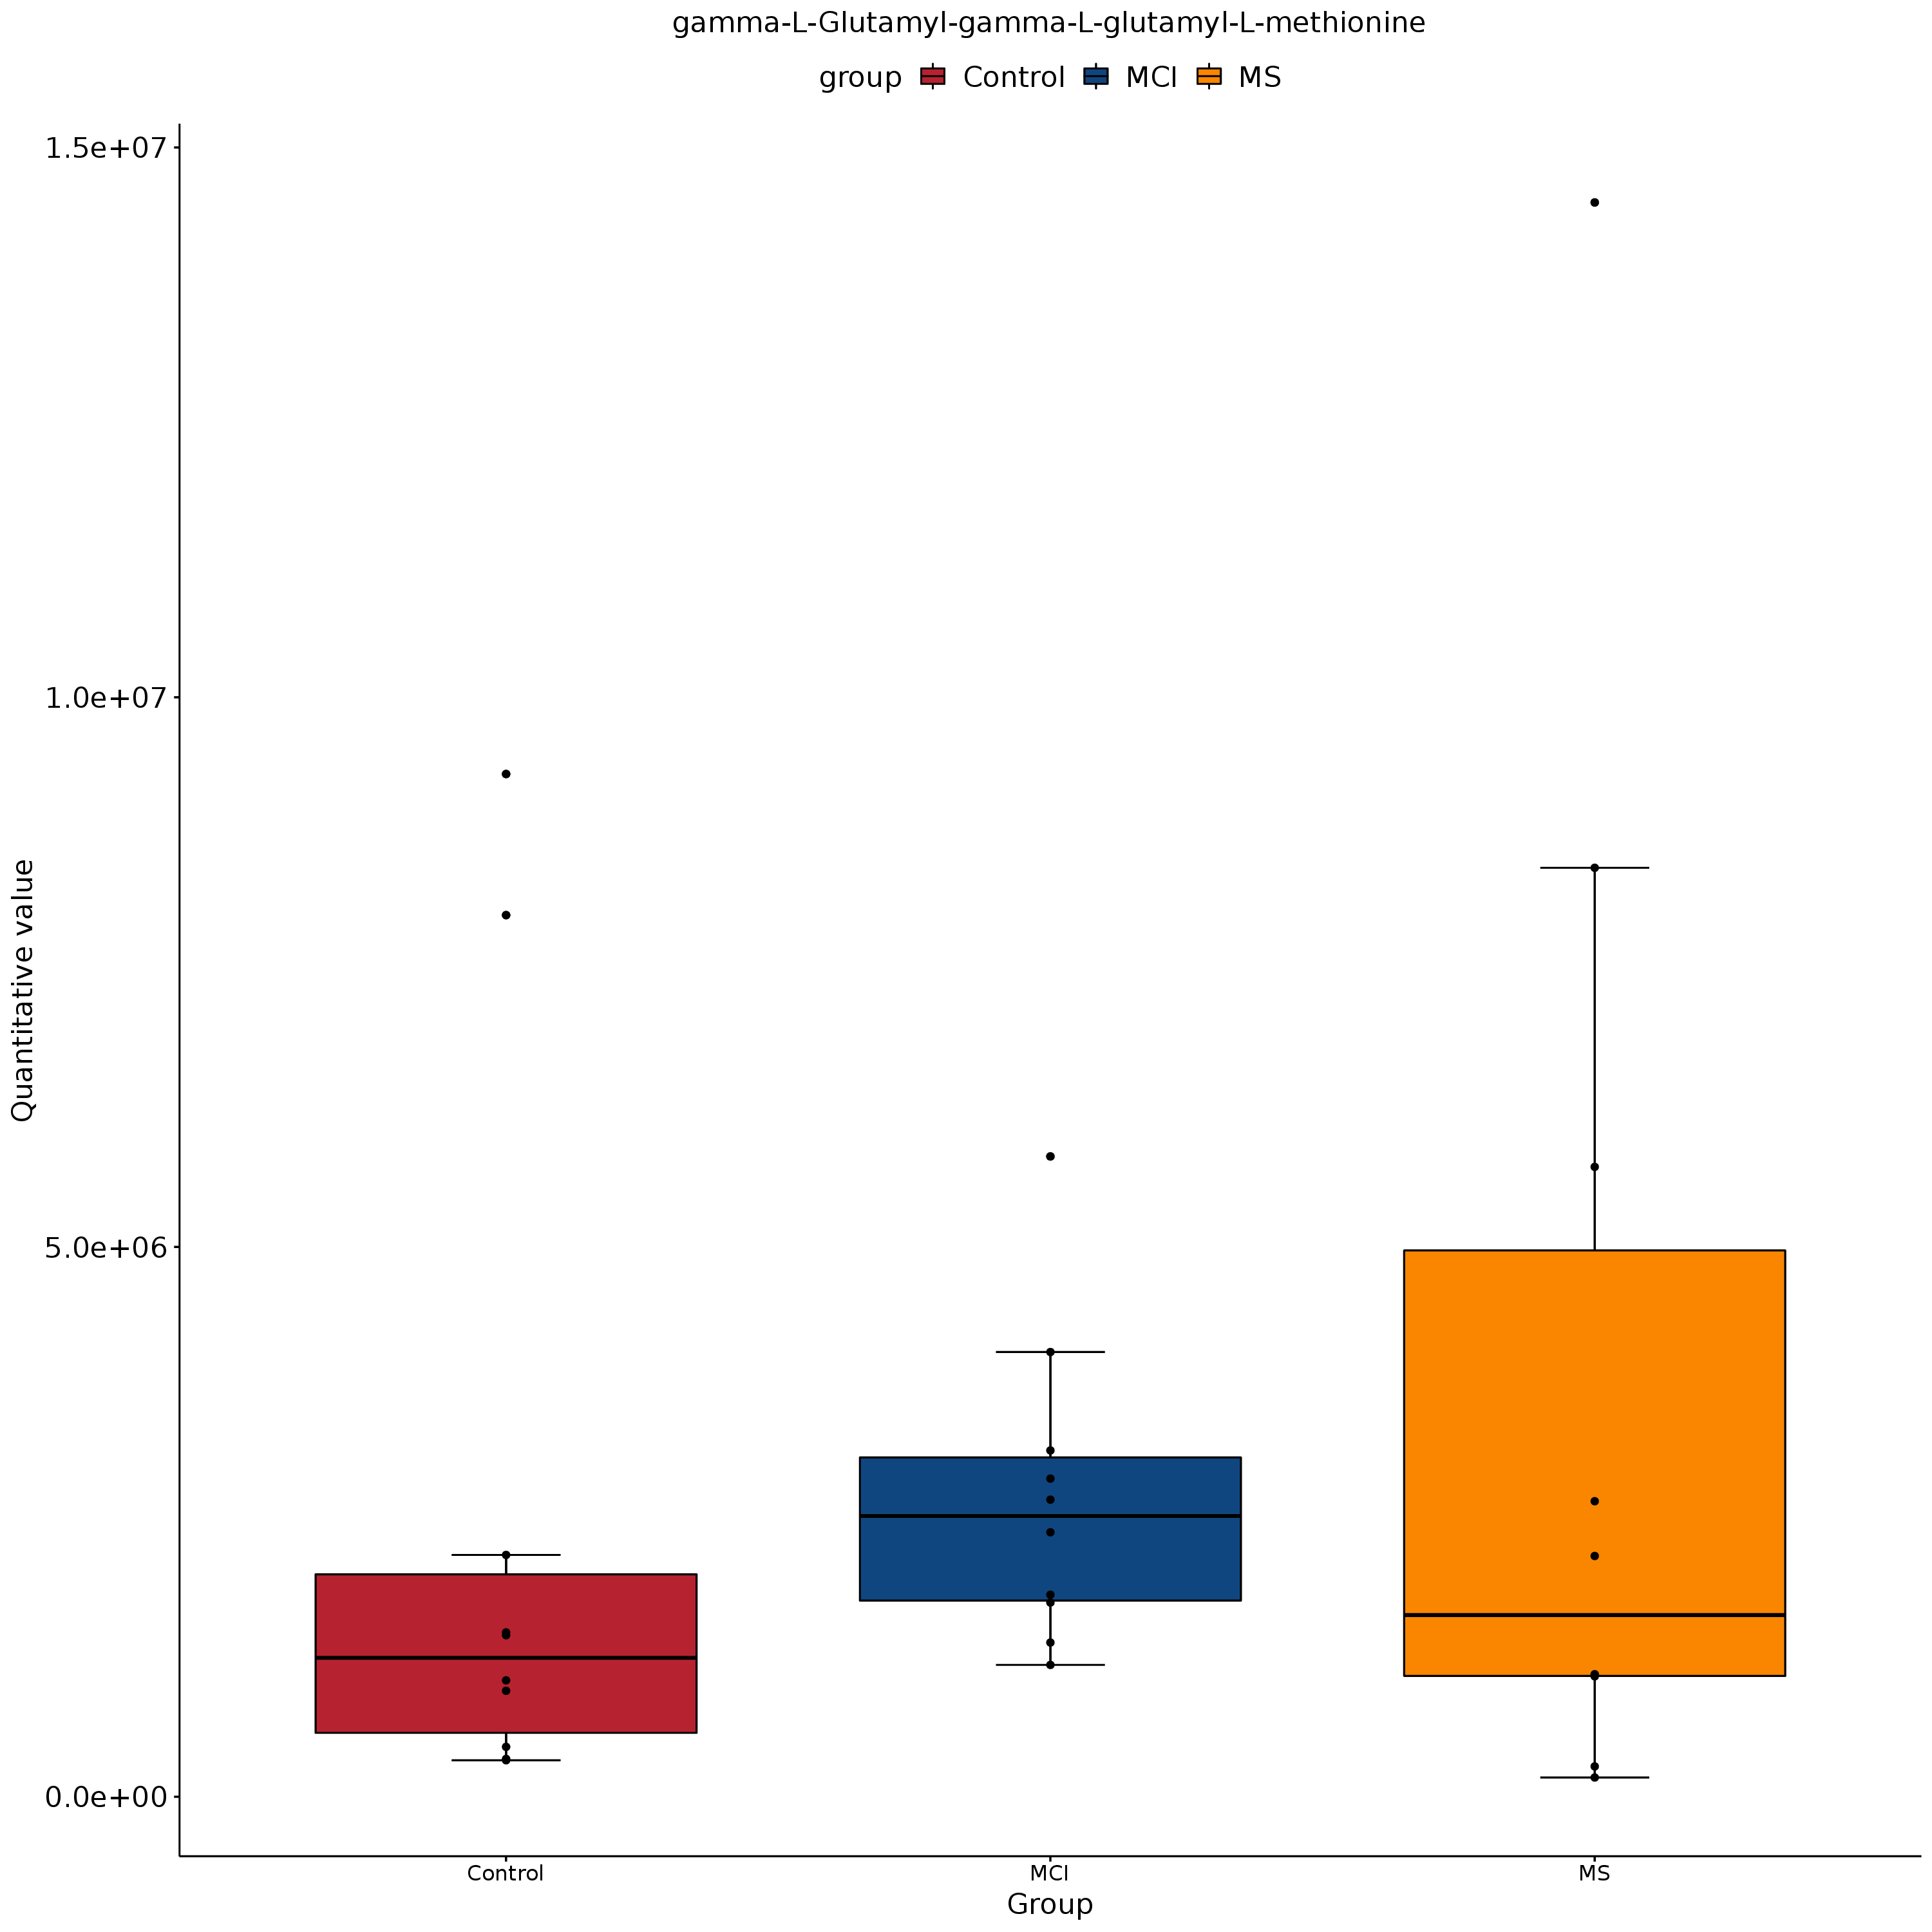 gamma-L-Glutamyl-gamma-L-glutamyl-L-methionine
group Control MCI MS
1.5e+07
1.0e+07
5.0e+06
0.0e+00
Quantitative value
Control MCI MS
Group